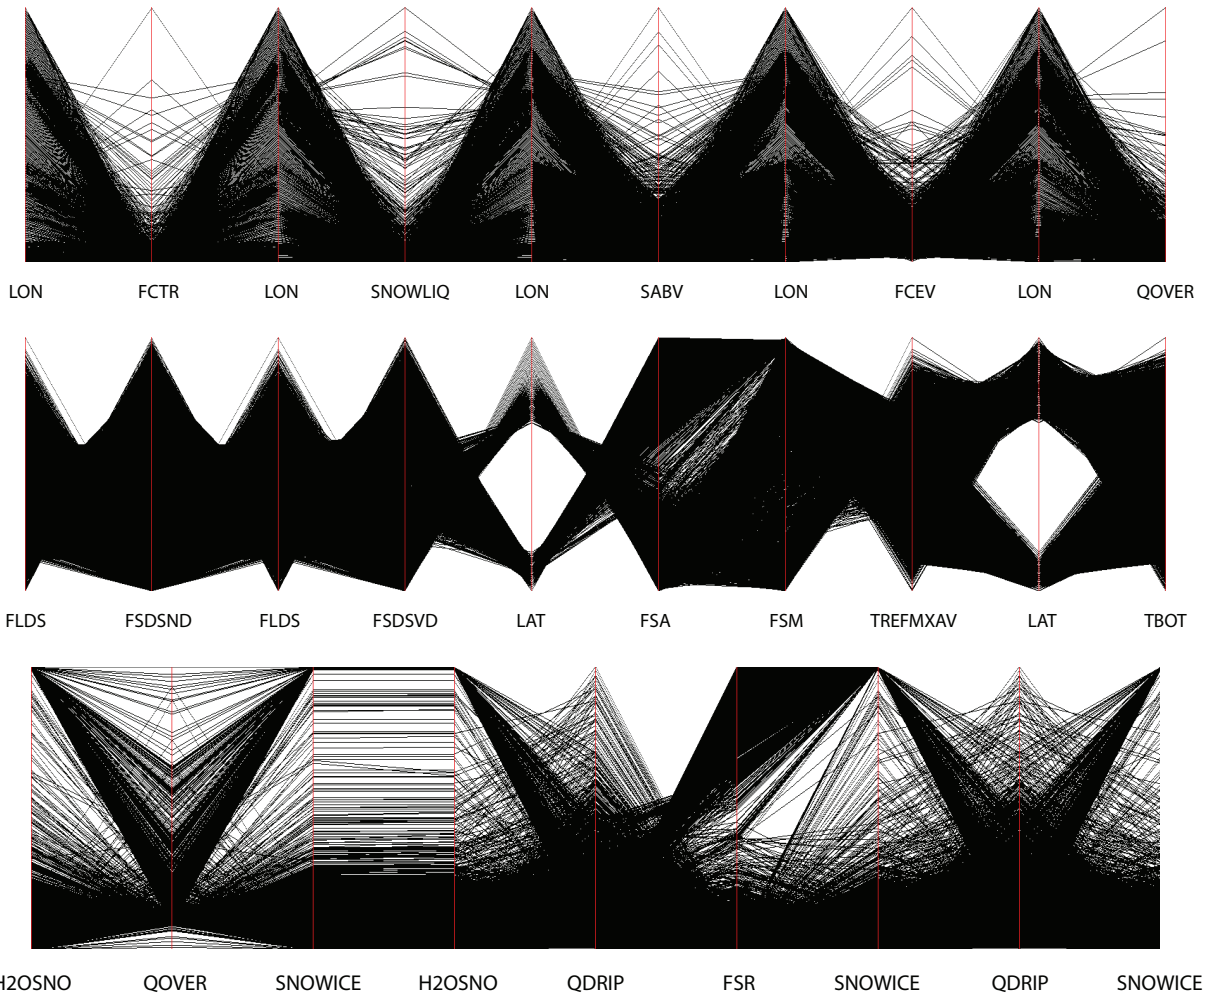 LON FCTR LON SNOWLIQ LON SABV LON FCEV LON QOVER
FLDS FSDSND FLDS FSDSVD LAT FSA FSM TREFMXAV LAT TBOT
H2OSNO QOVER SNOWICE H2OSNO QDRIP FSR SNOWICE QDRIP SNOWICE